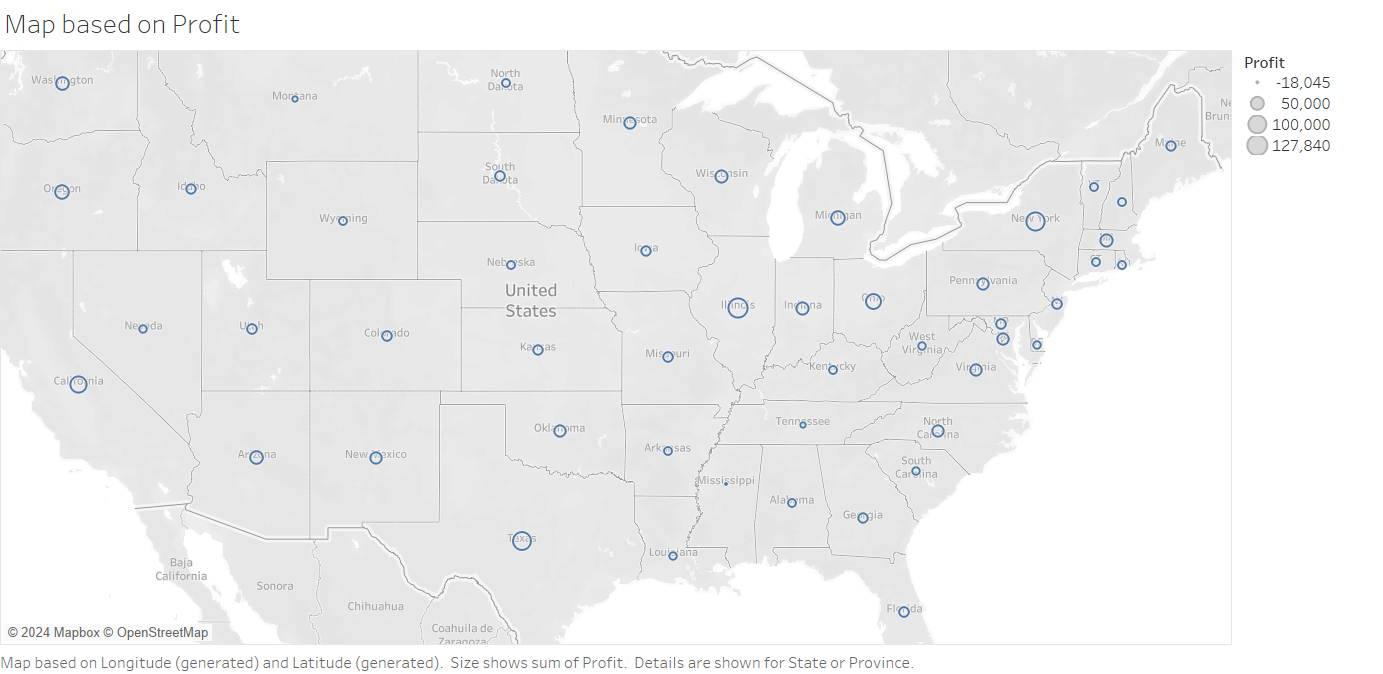 Map based on Profit
Profit
-18,045
50,000
100,000
127,840
Washington
Montana
North
Dakota
Minnesota
Maine
Ne
Brun
Oregon
Idaho
South
Dakota
Wisconsin
VT
Wyoming
Michigan
New York
Iowa
Nebraska
United
States
Pennsylvania
Illinois
Indiana
Ohio
Nevada
Utah
Colorado
Kansas
Missouri
West
Virginia
Kentucky
Virginia
California
Oklahoma
Tennessee
North
Carolina
Arizona
New Mexico
Arkansas
South
Carolina
Mississippi
Alabama
Georgia
Texas
Louisiana
Florida
Baja
California
Sonora
Chihuahua
Coahuila de
Zaragoza
© 2024 Mapbox © OpenStreetMap
Map based on Longitude (generated) and Latitude (generated).  Size shows sum of Profit.  Details are shown for State or Province.